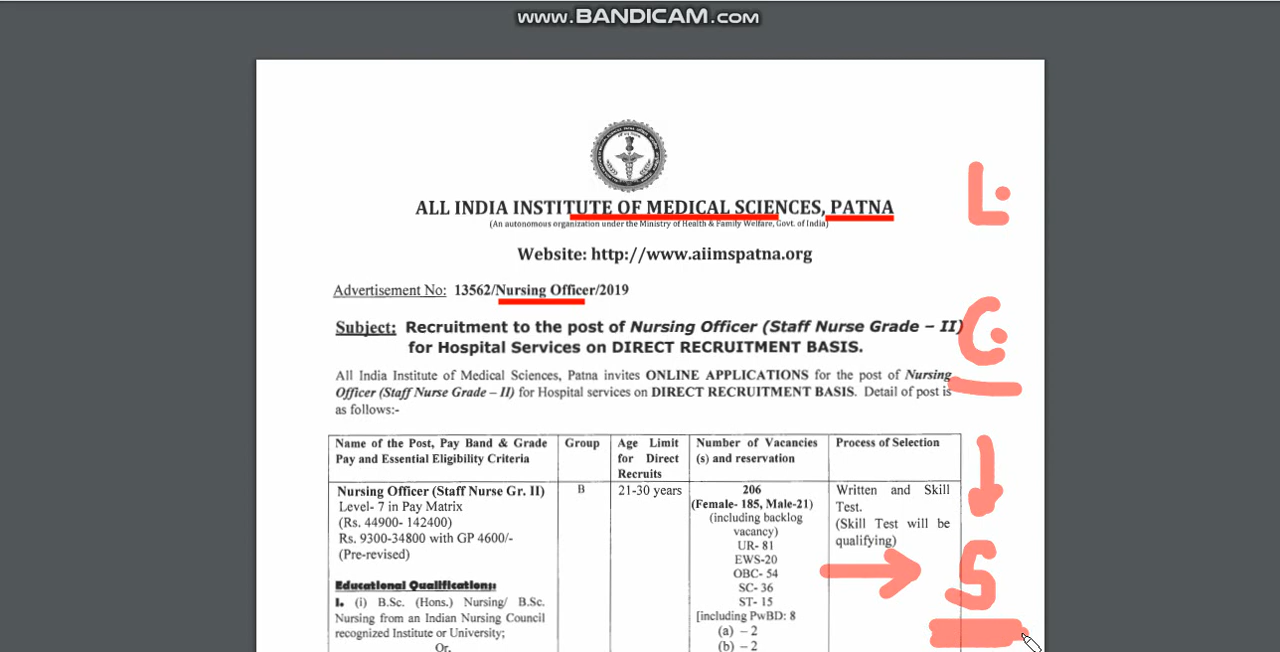 www.BANDICAM.com
ALL INDIA INSTITUTE OF MEDICAL SCIENCES, PATNA
(An autonomous organization under the Ministry of Health & Family Welfare, Govt. of India)
Website: http://www.aiimspatna.org
Advertisement No: 13562/Nursing Officer/2019
Subject: Recruitment to the post of Nursing Officer (Staff Nurse Grade – II)
for Hospital Services on DIRECT RECRUITMENT BASIS.
All India Institute of Medical Sciences, Patna invites ONLINE APPLICATIONS for the post of Nursing
Officer (Staff Nurse Grade – II) for Hospital services on DIRECT RECRUITMENT BASIS. Detail of post is
as follows:-
Name of the Post, Pay Band & Grade
Pay and Essential Eligibility Criteria
Group
Age Limit
for Direct
Recruits
Number of Vacancies
(s) and reservation
Process of Selection
Nursing Officer (Staff Nurse Gr. II)
Level- 7 in Pay Matrix
(Rs. 44900- 142400)
Rs. 9300-34800 with GP 4600/-
(Pre-revised)
Educational Qualifications:
I. (i) B.Sc. (Hons.) Nursing/ B.Sc.
Nursing from an Indian Nursing Council
recognized Institute or University;
Or.
B
21-30 years
206
(Female- 185, Male-21)
(including backlog
vacancy)
UR- 81
EWS-20
OBC- 54
SC- 36
ST- 15
[including PwBD: 8
(a) – 2
(b) – 2
Written and Skill
Test.
(Skill Test will be
qualifying)
L.
C.
S